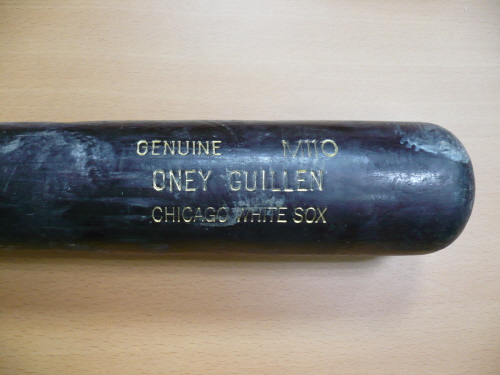 GENUINE M110
ONEY GUILLEN
CHICAGO WHITE SOX